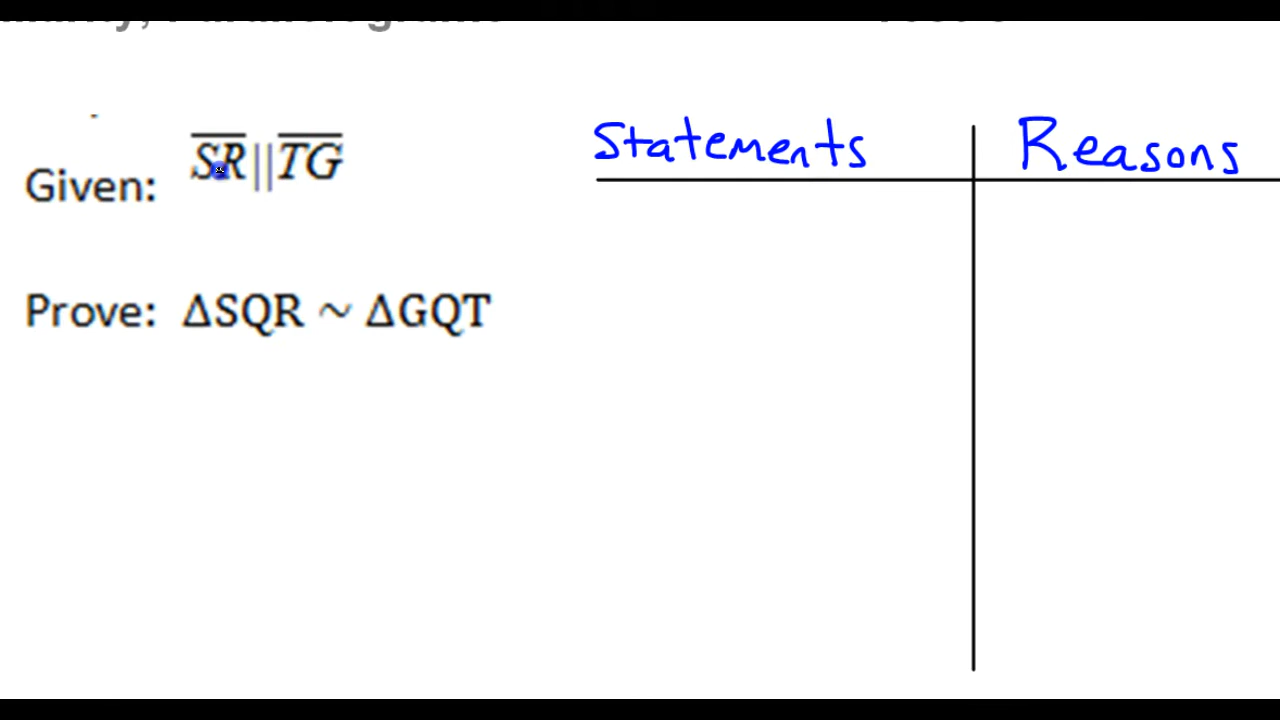 Statements
Reasons
Given: SR||TG
Prove: ΔSQR ~ ΔGQT